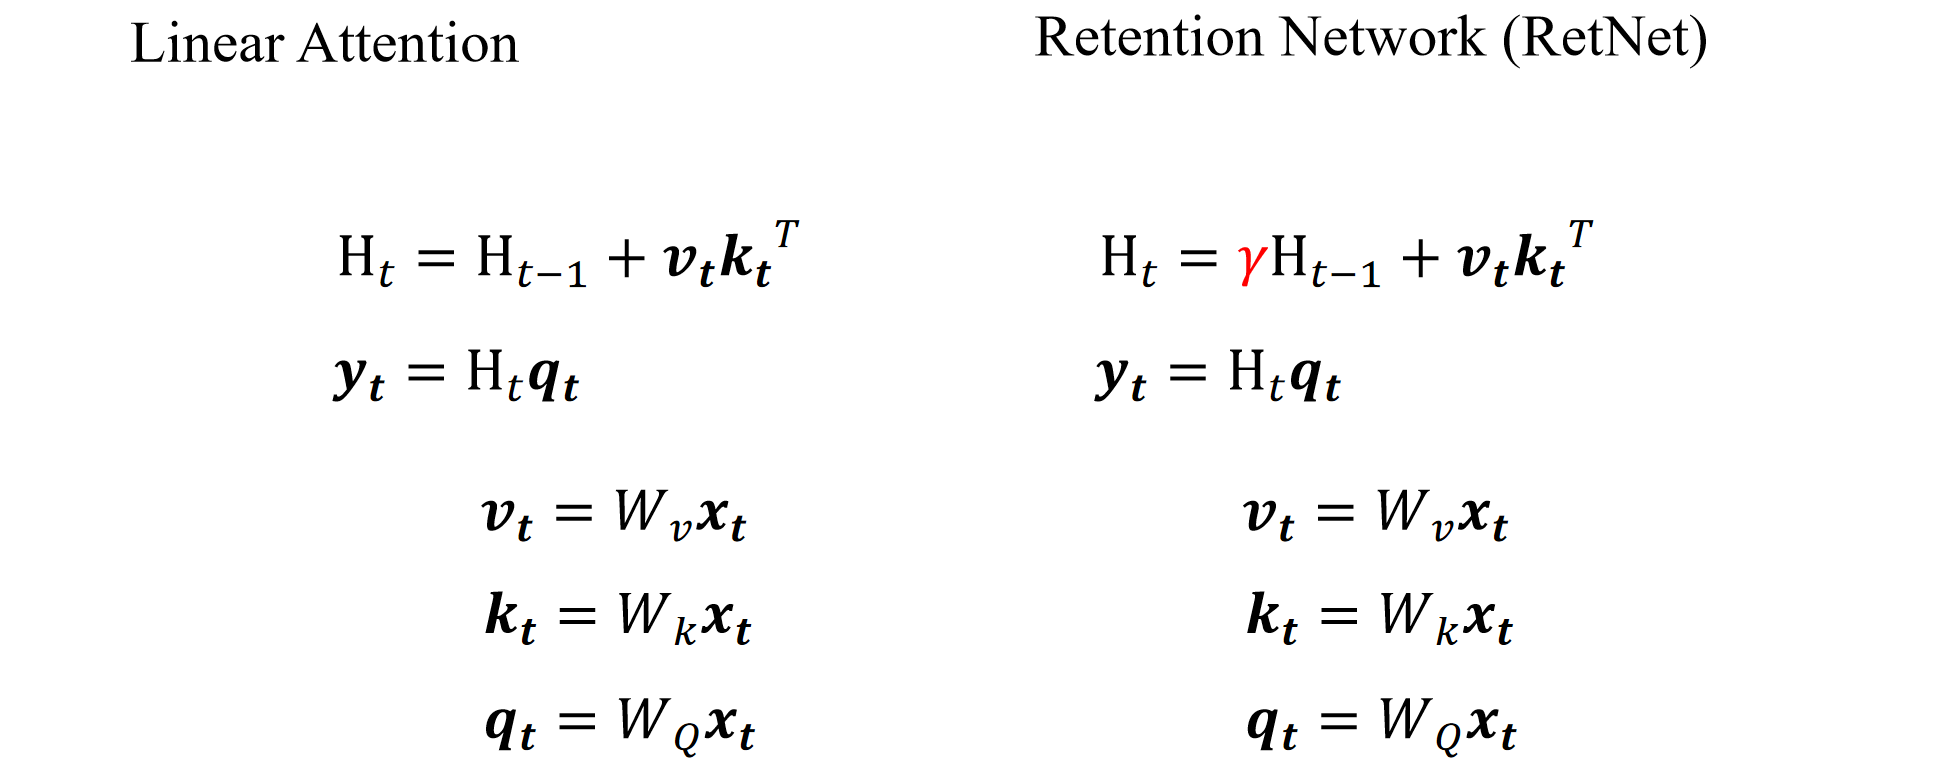 Linear Attention
H_t = H_{t−1} + v_t k_t^T
y_t = H_t q_t
v_t = W_v x_t
k_t = W_k x_t
q_t = W_Q x_t
Retention Network (RetNet)
H_t = γH_{t−1} + v_t k_t^T
y_t = H_t q_t
v_t = W_v x_t
k_t = W_k x_t
q_t = W_Q x_t